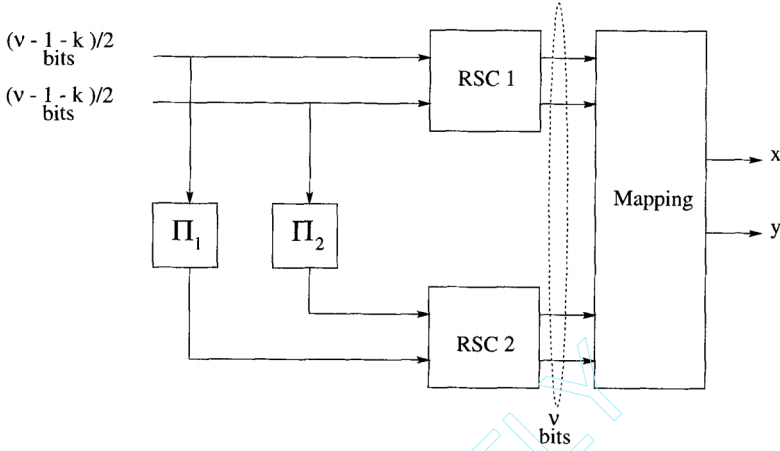 (ν - 1 - k )/2
bits
(ν - 1 - k )/2
bits
RSC 1
Mapping
x
y
Π1
Π2
RSC 2
ν
bits